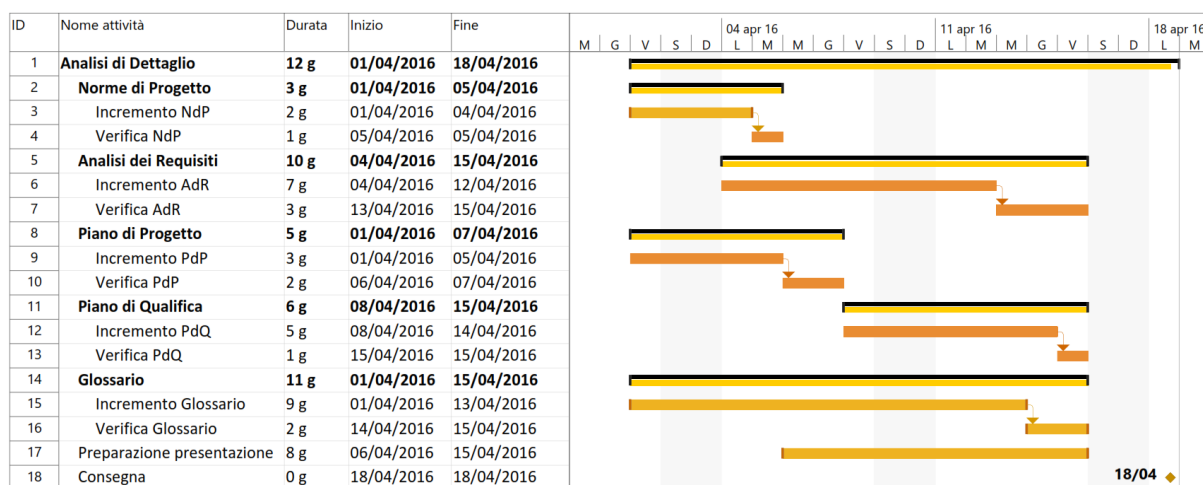 ID Nome attività Durata Inizio Fine 04 apr 16 11 apr 16 18 apr 16
M G V S D L M M G V S D L M M G V S D L M
1 Analisi di Dettaglio 12 g 01/04/2016 18/04/2016
2 Norme di Progetto 3 g 01/04/2016 05/04/2016
3 Incremento NdP 2 g 01/04/2016 04/04/2016
4 Verifica NdP 1 g 05/04/2016 05/04/2016
5 Analisi dei Requisiti 10 g 04/04/2016 15/04/2016
6 Incremento AdR 7 g 04/04/2016 12/04/2016
7 Verifica AdR 3 g 13/04/2016 15/04/2016
8 Piano di Progetto 5 g 01/04/2016 07/04/2016
9 Incremento PdP 3 g 01/04/2016 05/04/2016
10 Verifica PdP 2 g 06/04/2016 07/04/2016
11 Piano di Qualifica 6 g 08/04/2016 15/04/2016
12 Incremento PdQ 5 g 08/04/2016 14/04/2016
13 Verifica PdQ 1 g 15/04/2016 15/04/2016
14 Glossario 11 g 01/04/2016 15/04/2016
15 Incremento Glossario 9 g 01/04/2016 13/04/2016
16 Verifica Glossario 2 g 14/04/2016 15/04/2016
17 Preparazione presentazione 8 g 06/04/2016 15/04/2016
18 Consegna 0 g 18/04/2016 18/04/2016 18/04